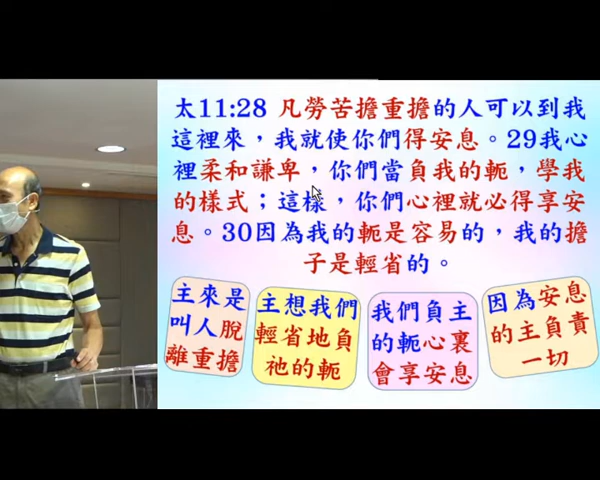 太11:28 凡勞苦擔重擔的人可以到我
這裡來，我就使你們得安息。29我心
裡柔和謙卑，你們當負我的軛，學我
的樣式；這樣，你們心裡就必得享安
息。30因為我的軛是容易的，我的擔
子是輕省的。
主來是
叫人脫
離重擔
主想我們
輕省地負
祂的軛
我們負主
的軛心裏
會享安息
因為安息
的主負責
一切